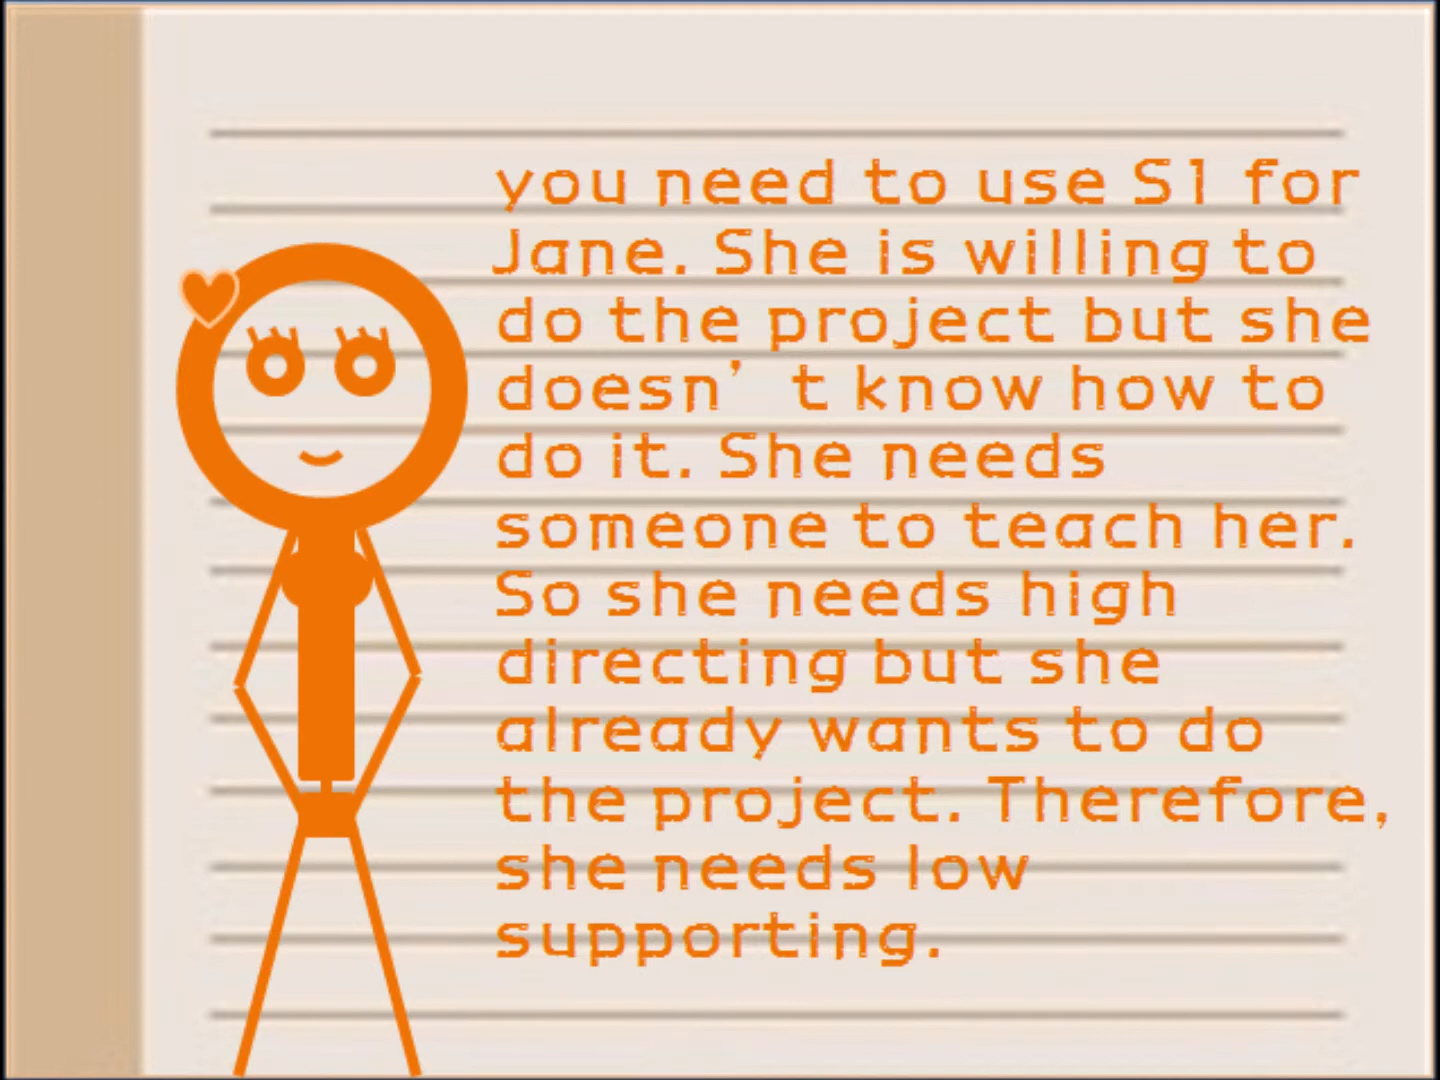 you need to use S1 for
Jane. She is willing to
do the project but she
doesn’ t know how to
do it. She needs
someone to teach her.
So she needs high
directing but she
already wants to do
the project. Therefore,
she needs low
supporting.